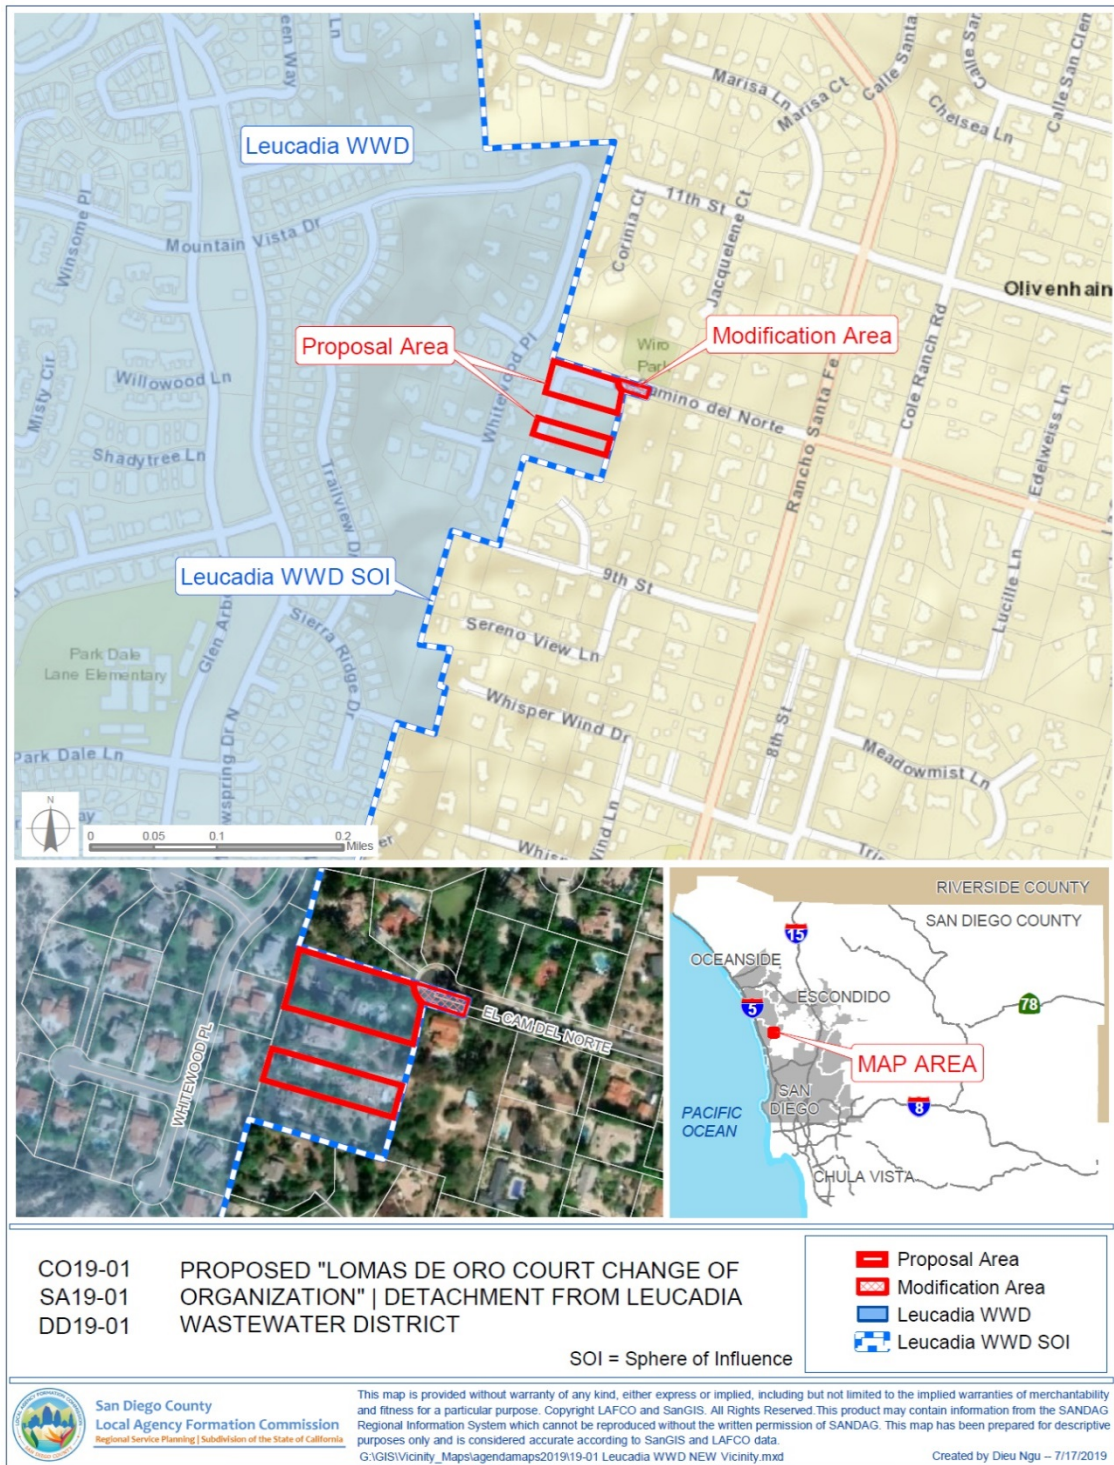 Leucadia WWD
Marisa Ln
Marisa Ct
Calle Santa
Chelsea Ln
een Way
Ln
Winsome Pl
Mountain Vista Dr
Corinia Ct
11th St
Jacquelene Ct
Olivenhain
Proposal Area
Modification Area
Wiro
Park
Willowood Ln
Misty Cir
Whitewood Pl
amino del Norte
Rancho Santa Fe
Cole Ranch Rd
Edelweiss Ln
Shadytree Ln
Leucadia WWD SOI
9th St
Lucille Ln
Sereno View Ln
Park Dale
Lane Elementary
Glen Arbo
Sierra Ridge Dr
Whisper Wind Dr
8th St
Meadowmist Ln
Park Dale Ln
wspring Dr N
Wind Ln
Whisp
N
0 0.05 0.1 0.2
Miles
WHITEWOOD PL
EL CAM DEL NORTE
RIVERSIDE COUNTY
SAN DIEGO COUNTY
15
OCEANSIDE
ESCONDIDO
5
78
MAP AREA
SAN
DIEGO
8
PACIFIC
OCEAN
CHULA VISTA
CO19-01 PROPOSED "LOMAS DE ORO COURT CHANGE OF
SA19-01 ORGANIZATION" | DETACHMENT FROM LEUCADIA
DD19-01 WASTEWATER DISTRICT
SOI = Sphere of Influence
Proposal Area
Modification Area
Leucadia WWD
Leucadia WWD SOI
San Diego County
Local Agency Formation Commission
Regional Service Planning | Subdivision of the State of California
This map is provided without warranty of any kind, either express or implied, including but not limited to the implied warranties of merchantability
and fitness for a particular purpose. Copyright LAFCO and SanGIS. All Rights Reserved.This product may contain information from the SANDAG
Regional Information System which cannot be reproduced without the written permission of SANDAG. This map has been prepared for descriptive
purposes only and is considered accurate according to SanGIS and LAFCO data.
G:\GIS\Vicinity_Maps\agendamaps2019\19-01 Leucadia WWD NEW Vicinity.mxd
Created by Dieu Ngu – 7/17/2019